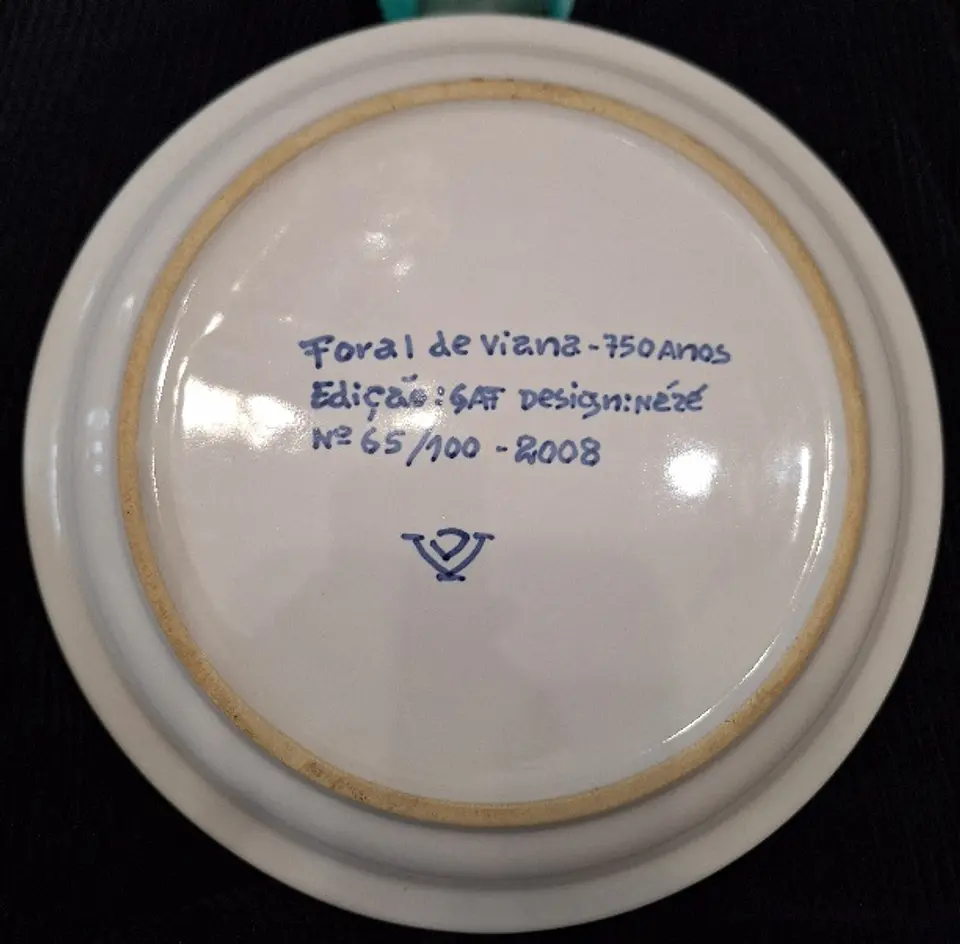 Foral de Viana - 750 Anos
Edição: GAF Design: Nézé
Nº 65/100 - 2008